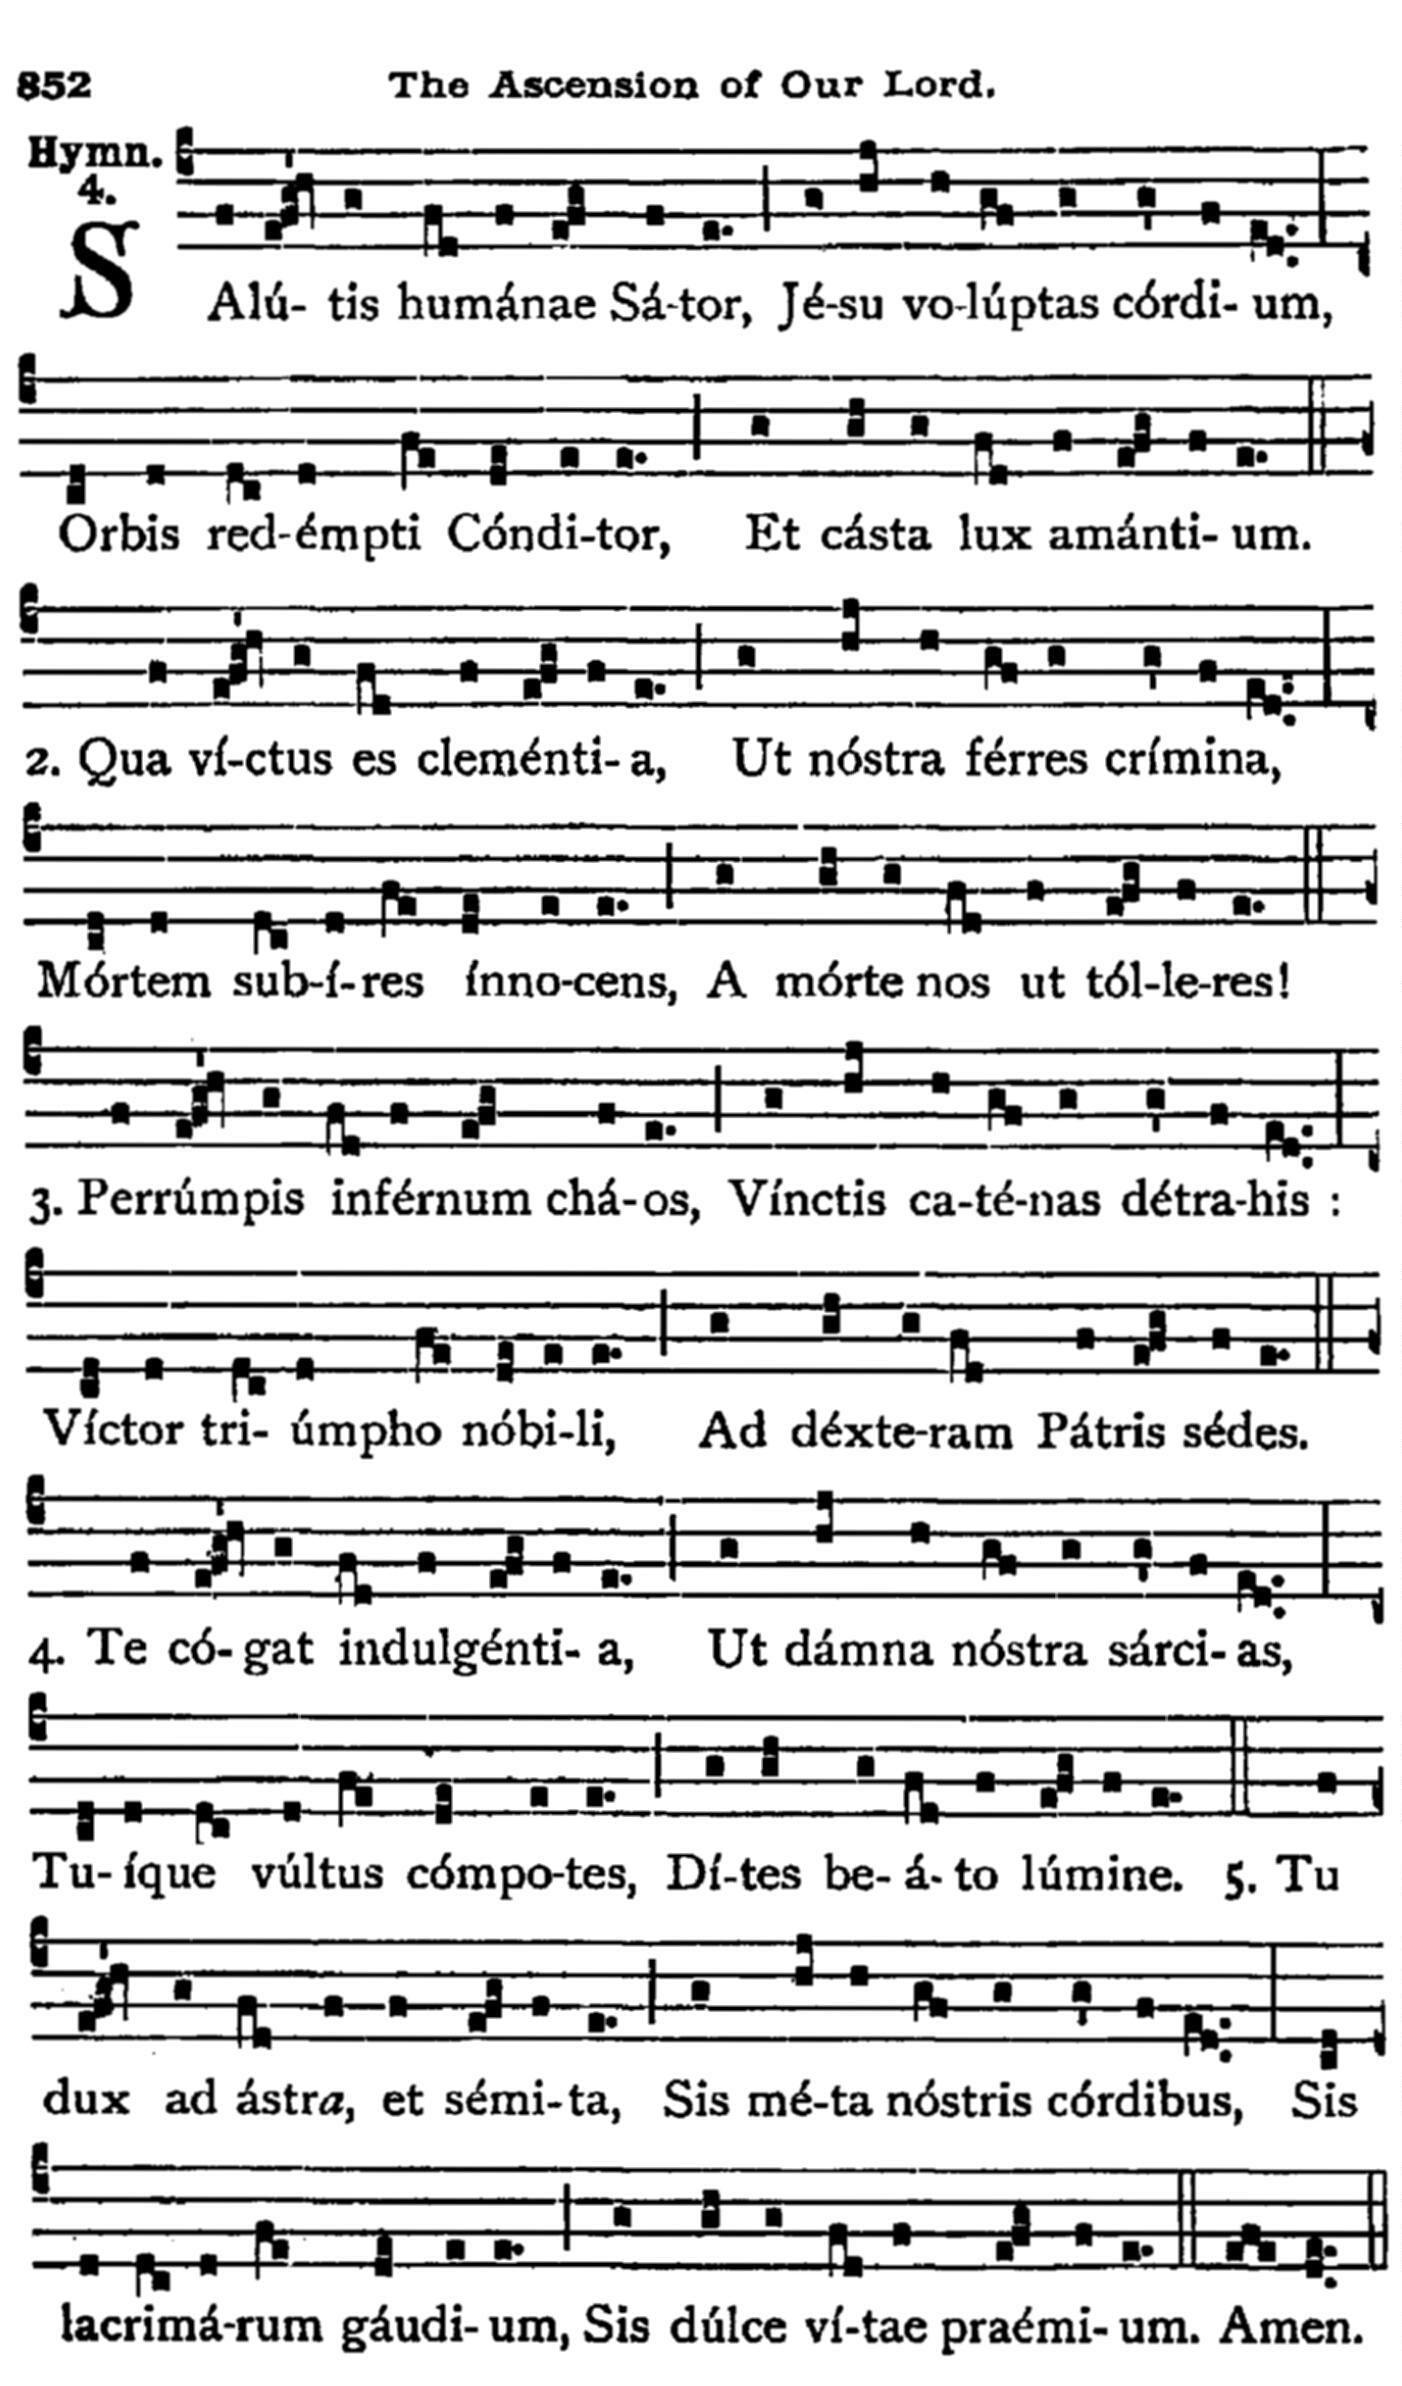 852 The Ascension of Our Lord.
Hymn.
4.
SAlú- tis humánae Sá-tor, Jé-su vo-lúptas córdi- um,
Orbis red-émpti Cóndi-tor, Et cásta lux amánti- um.
2. Qua ví-ctus es cleménti- a, Ut nóstra férres crímina,
Mórtem sub-í-res ínno-cens, A mórte nos ut tól-le-res!
3. Perrúmpis inférnum chá-os, Vínctis ca-té-nas détra-his :
Víctor tri- úmpho nóbi-li, Ad déxte-ram Pátris sédes.
4. Te có- gat indulgénti- a, Ut dámna nóstra sárci- as,
Tu- íque vúltus cómpo-tes, Dí-tes be- á- to lúmine. 5. Tu
dux ad ástra, et sémi-ta, Sis mé-ta nóstris córdibus, Sis
lacrimá-rum gáudi- um, Sis dúlce ví-tae praémi- um. Amen.